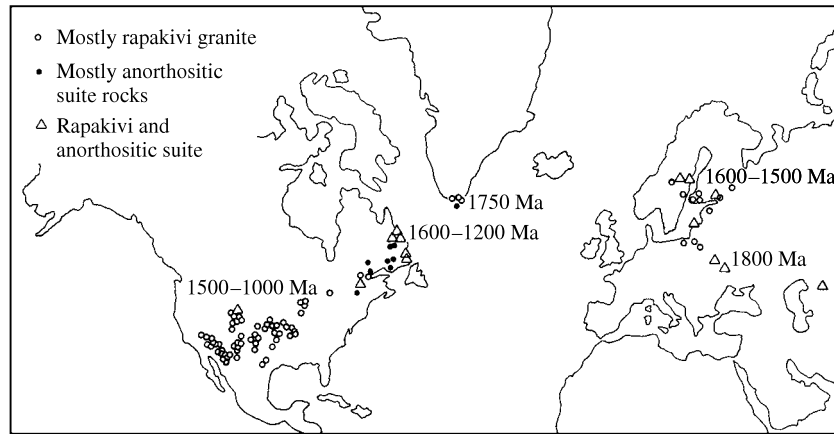 Mostly rapakivi granite
Mostly anorthositic
suite rocks
Rapakivi and
anorthositic suite
1750 Ma
1600–1500 Ma
1600–1200 Ma
1800 Ma
1500–1000 Ma